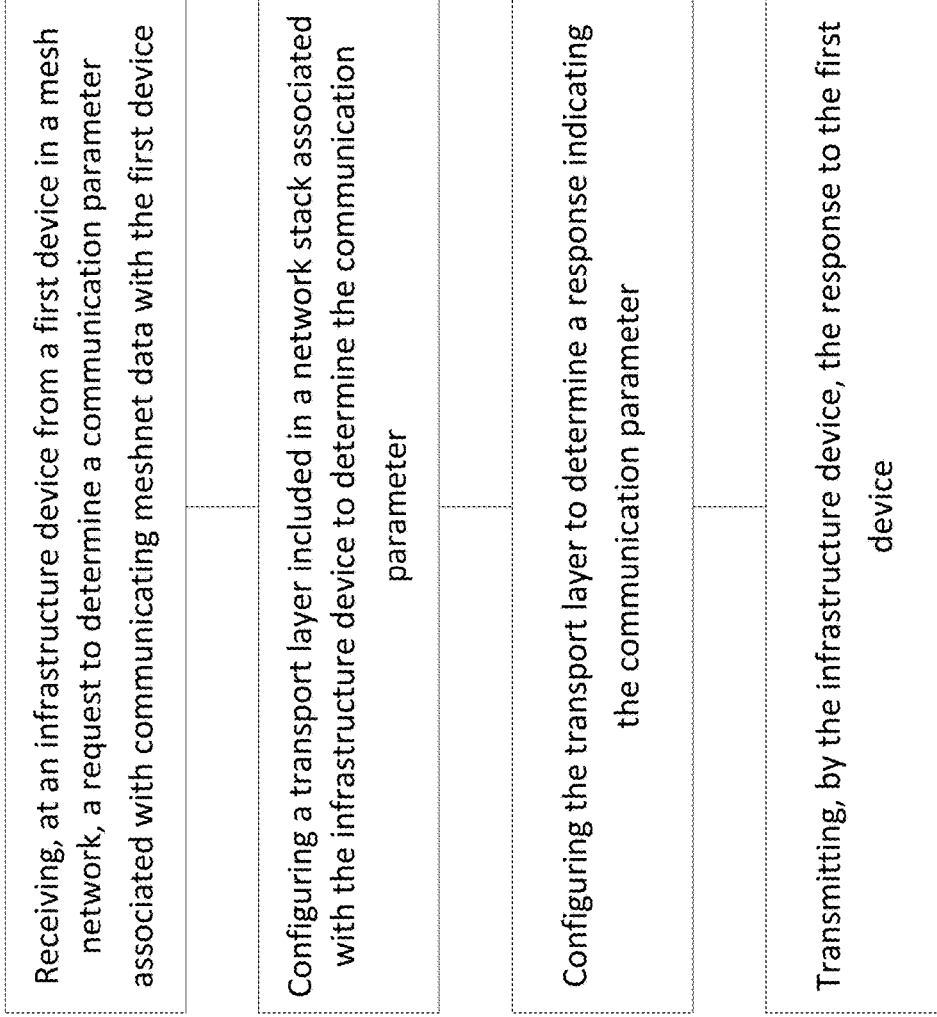 Receiving, at an infrastructure device from a first device in a mesh
network, a request to determine a communication parameter
associated with communicating meshnet data with the first device
Configuring a transport layer included in a network stack associated
with the infrastructure device to determine the communication
parameter
Configuring the transport layer to determine a response indicating
the communication parameter
Transmitting, by the infrastructure device, the response to the first
device